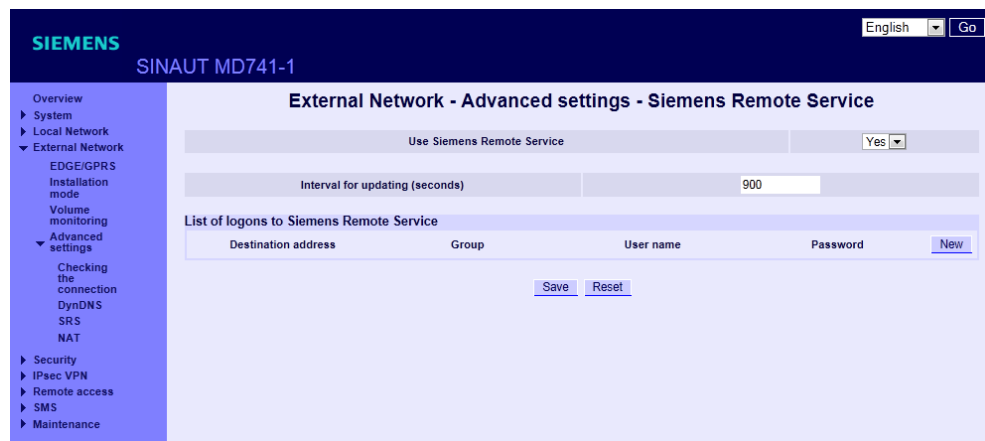 English Go
SIEMENS
SINAUT MD741-1
Overview
System
Local Network
External Network
EDGE/GPRS
Installation
mode
Volume
monitoring
Advanced
settings
Checking
the
connection
DynDNS
SRS
NAT
Security
IPsec VPN
Remote access
SMS
Maintenance
External Network - Advanced settings - Siemens Remote Service
Use Siemens Remote Service Yes
Interval for updating (seconds) 900
List of logons to Siemens Remote Service
Destination address Group User name Password New
Save Reset